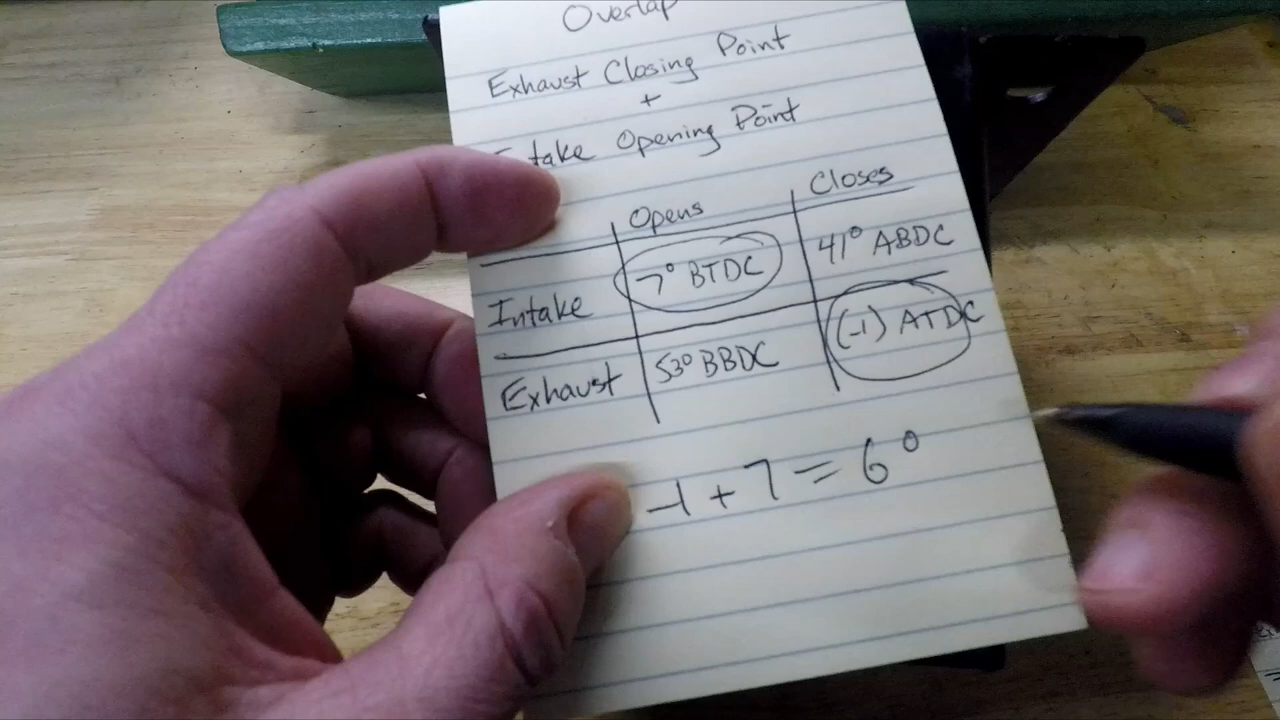 Overlap
Exhaust Closing Point
+
take Opening Point
Opens Closes
Intake 7° BTDC 41° ABDC
Exhaust 53° BBDC (-1) ATDC
-1 + 7 = 6°